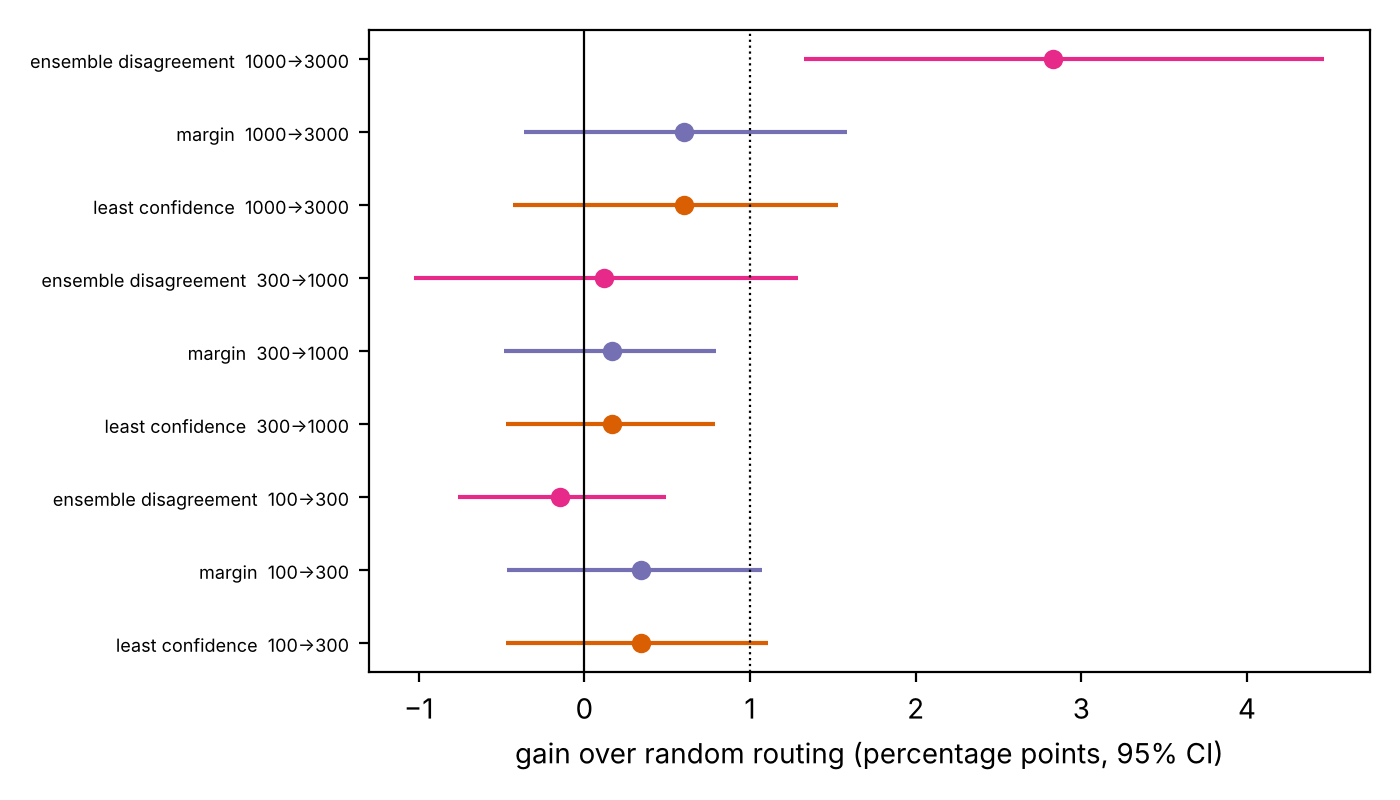 ensemble disagreement 1000→3000
margin 1000→3000
least confidence 1000→3000
ensemble disagreement 300→1000
margin 300→1000
least confidence 300→1000
ensemble disagreement 100→300
margin 100→300
least confidence 100→300
−1 0 1 2 3 4
gain over random routing (percentage points, 95% CI)